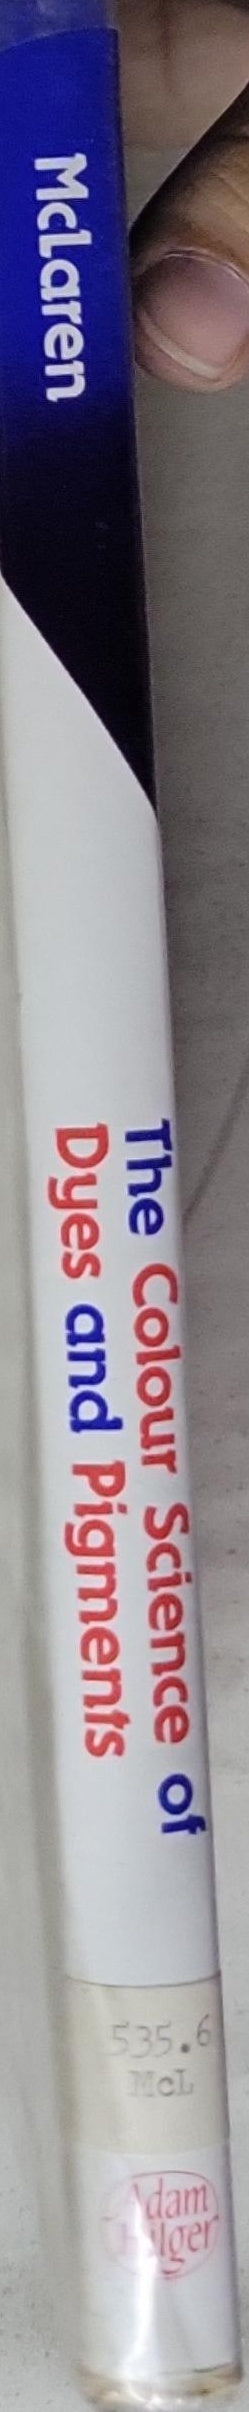 McLaren
The Colour Science of
Dyes and Pigments
535.6
McL
Adam
Hilger